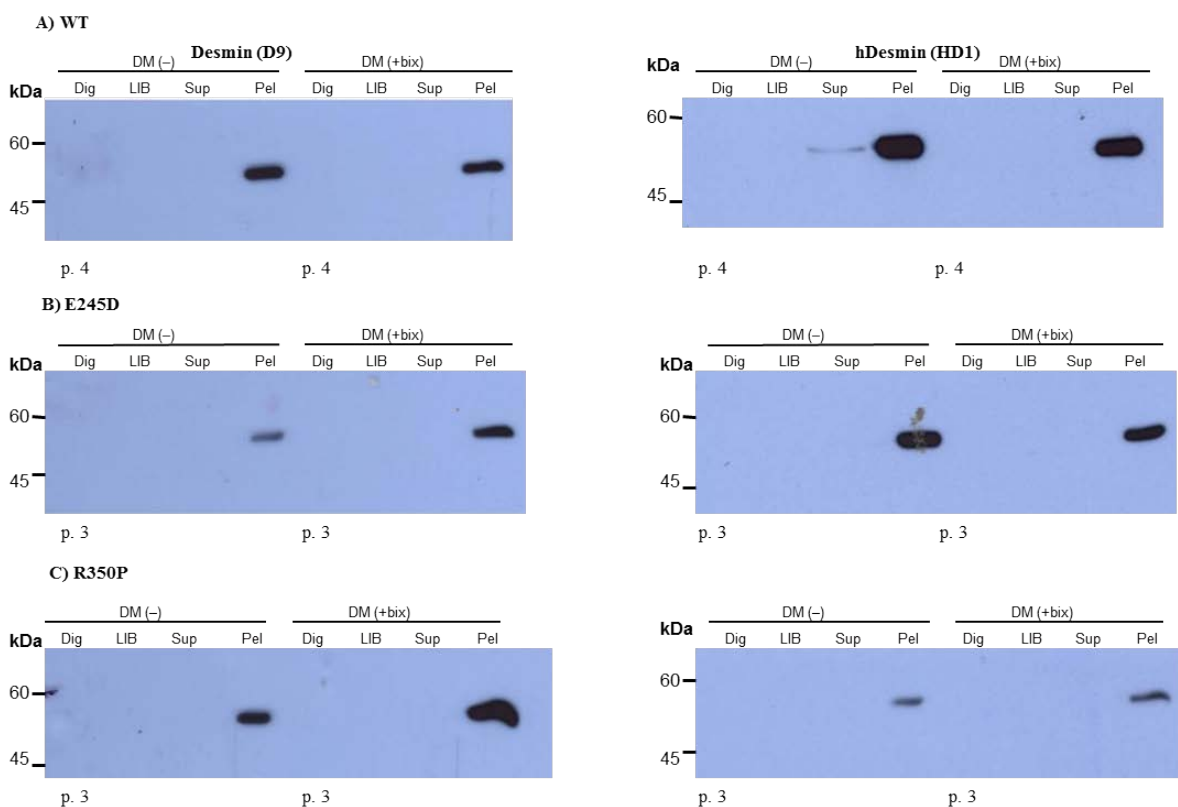 A) WT
Desmin (D9)
hDesmin (HD1)
DM (–) DM (+bix) DM (–) DM (+bix)
kDa Dig LIB Sup Pel Dig LIB Sup Pel kDa Dig LIB Sup Pel Dig LIB Sup Pel
60 60
45 45
p. 4 p. 4 p. 4 p. 4
B) E245D
DM (–) DM (+bix) DM (–) DM (+bix)
kDa Dig LIB Sup Pel Dig LIB Sup Pel kDa Dig LIB Sup Pel Dig LIB Sup Pel
60 60
45 45
p. 3 p. 3 p. 3 p. 3
C) R350P
DM (–) DM (+bix) DM (–) DM (+bix)
kDa Dig LIB Sup Pel Dig LIB Sup Pel kDa Dig LIB Sup Pel Dig LIB Sup Pel
60 60
45 45
p. 3 p. 3 p. 3 p. 3